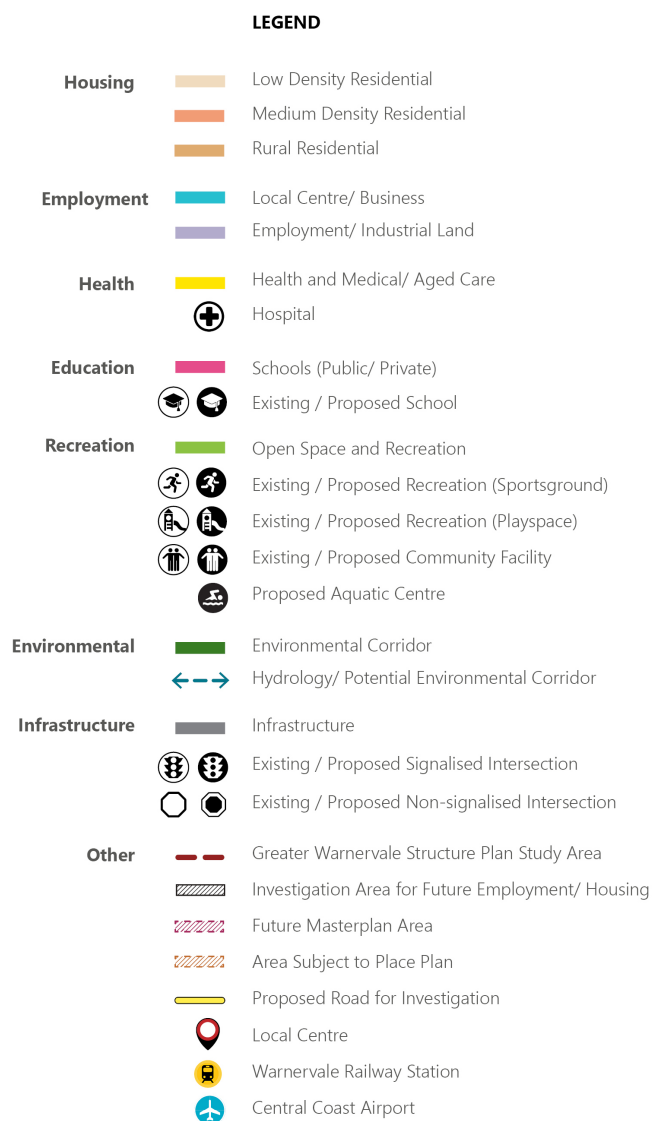 LEGEND
Housing
Low Density Residential
Medium Density Residential
Rural Residential
Employment
Local Centre/ Business
Employment/ Industrial Land
Health
Health and Medical/ Aged Care
Hospital
Education
Schools (Public/ Private)
Existing / Proposed School
Recreation
Open Space and Recreation
Existing / Proposed Recreation (Sportsground)
Existing / Proposed Recreation (Playspace)
Existing / Proposed Community Facility
Proposed Aquatic Centre
Environmental
Environmental Corridor
Hydrology/ Potential Environmental Corridor
Infrastructure
Infrastructure
Existing / Proposed Signalised Intersection
Existing / Proposed Non-signalised Intersection
Other
Greater Warnervale Structure Plan Study Area
Investigation Area for Future Employment/ Housing
Future Masterplan Area
Area Subject to Place Plan
Proposed Road for Investigation
Local Centre
Warnervale Railway Station
Central Coast Airport